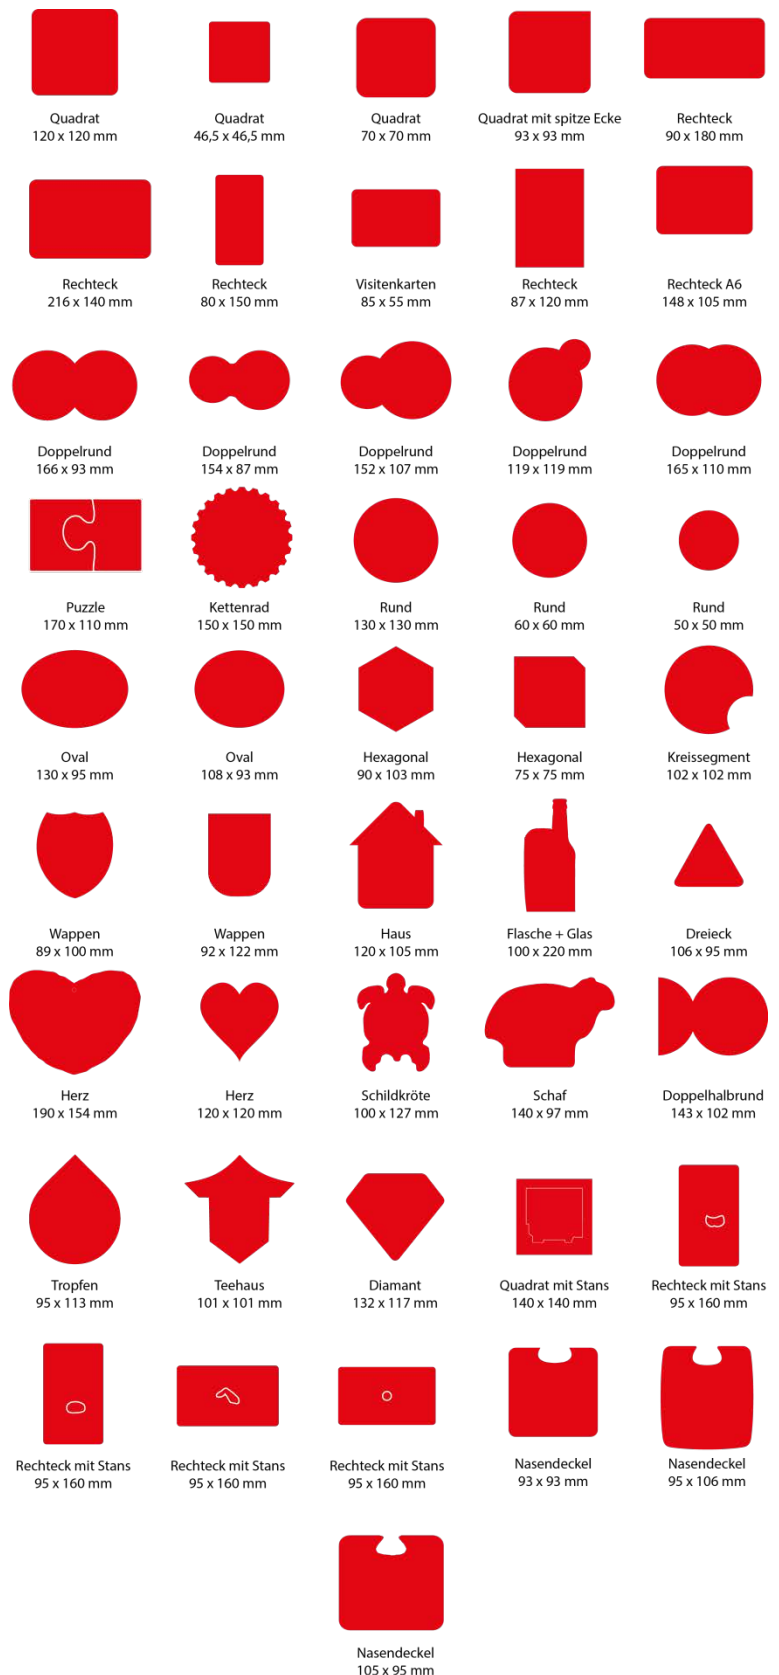 Quadrat
120 x 120 mm
Quadrat
46,5 x 46,5 mm
Quadrat
70 x 70 mm
Quadrat mit spitze Ecke
93 x 93 mm
Rechteck
90 x 180 mm
Rechteck
216 x 140 mm
Rechteck
80 x 150 mm
Visitenkarten
85 x 55 mm
Rechteck
87 x 120 mm
Rechteck A6
148 x 105 mm
Doppelrund
166 x 93 mm
Doppelrund
154 x 87 mm
Doppelrund
152 x 107 mm
Doppelrund
119 x 119 mm
Doppelrund
165 x 110 mm
Puzzle
170 x 110 mm
Kettenrad
150 x 150 mm
Rund
130 x 130 mm
Rund
60 x 60 mm
Rund
50 x 50 mm
Oval
130 x 95 mm
Oval
108 x 93 mm
Hexagonal
90 x 103 mm
Hexagonal
75 x 75 mm
Kreissegment
102 x 102 mm
Wappen
89 x 100 mm
Wappen
92 x 122 mm
Haus
120 x 105 mm
Flasche + Glas
100 x 220 mm
Dreieck
106 x 95 mm
Herz
190 x 154 mm
Herz
120 x 120 mm
Schildkröte
100 x 127 mm
Schaf
140 x 97 mm
Doppelhalbrund
143 x 102 mm
Tropfen
95 x 113 mm
Teehaus
101 x 101 mm
Diamant
132 x 117 mm
Quadrat mit Stans
140 x 140 mm
Rechteck mit Stans
95 x 160 mm
Rechteck mit Stans
95 x 160 mm
Rechteck mit Stans
95 x 160 mm
Rechteck mit Stans
95 x 160 mm
Nasendeckel
93 x 93 mm
Nasendeckel
95 x 106 mm
Nasendeckel
105 x 95 mm